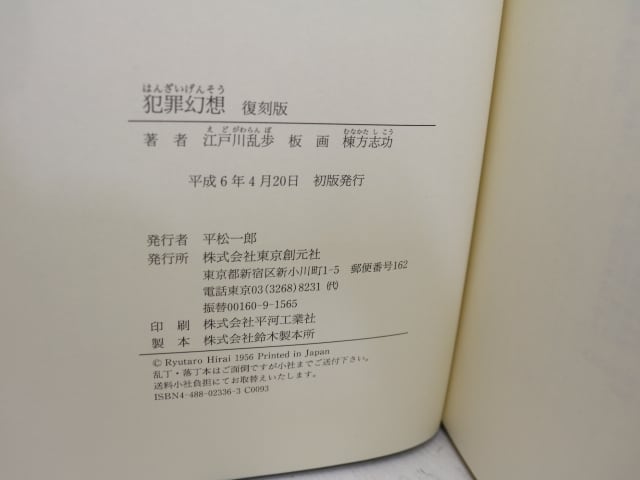 はんざいげんそう
犯罪幻想 復刻版
えどがわらんぽ むなかたしこう
著者 江戸川乱歩 板画 棟方志功
平成6年4月20日 初版発行
発行者 平松一郎
発行所 株式会社東京創元社
東京都新宿区新小川町1-5 郵便番号162
電話東京03(3268)8231㈹
振替00160-9-1565
印刷 株式会社平河工業社
製本 株式会社鈴木製本所
© Ryutaro Hirai 1956 Printed in Japan
乱丁・落丁本はご面倒ですが小社までご送付下さい。
送料小社負担にてお取替えいたします。
ISBN4-488-02336-3 C0093